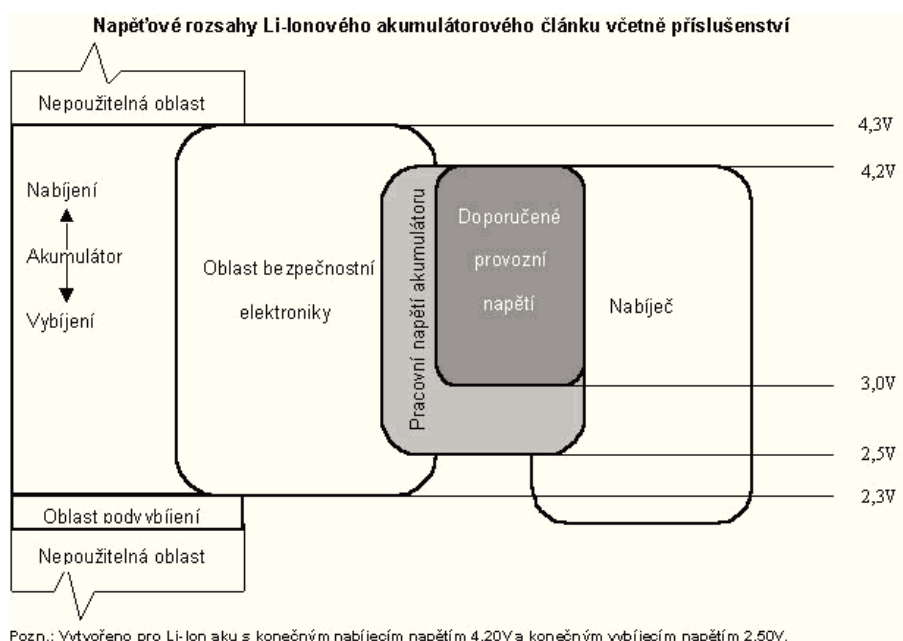 Napěťové rozsahy Li-Ionového akumulátorového článku včetně příslušenství
Nepoužitelná oblast
4,3V
4,2V
Nabíjení
Akumulátor
Vybíjení
Oblast bezpečnostní
elektroniky
Pracovní napětí akumulátoru
Doporučené
provozní
napětí
Nabíječ
3,0V
2,5V
2,3V
Oblast podvybíjení
Nepoužitelná oblast
Pozn.: Vytvořeno pro Li-Ion aku s konečným nabíjecím napětím 4,20V a konečným vybíjecím napětím 2,50V.